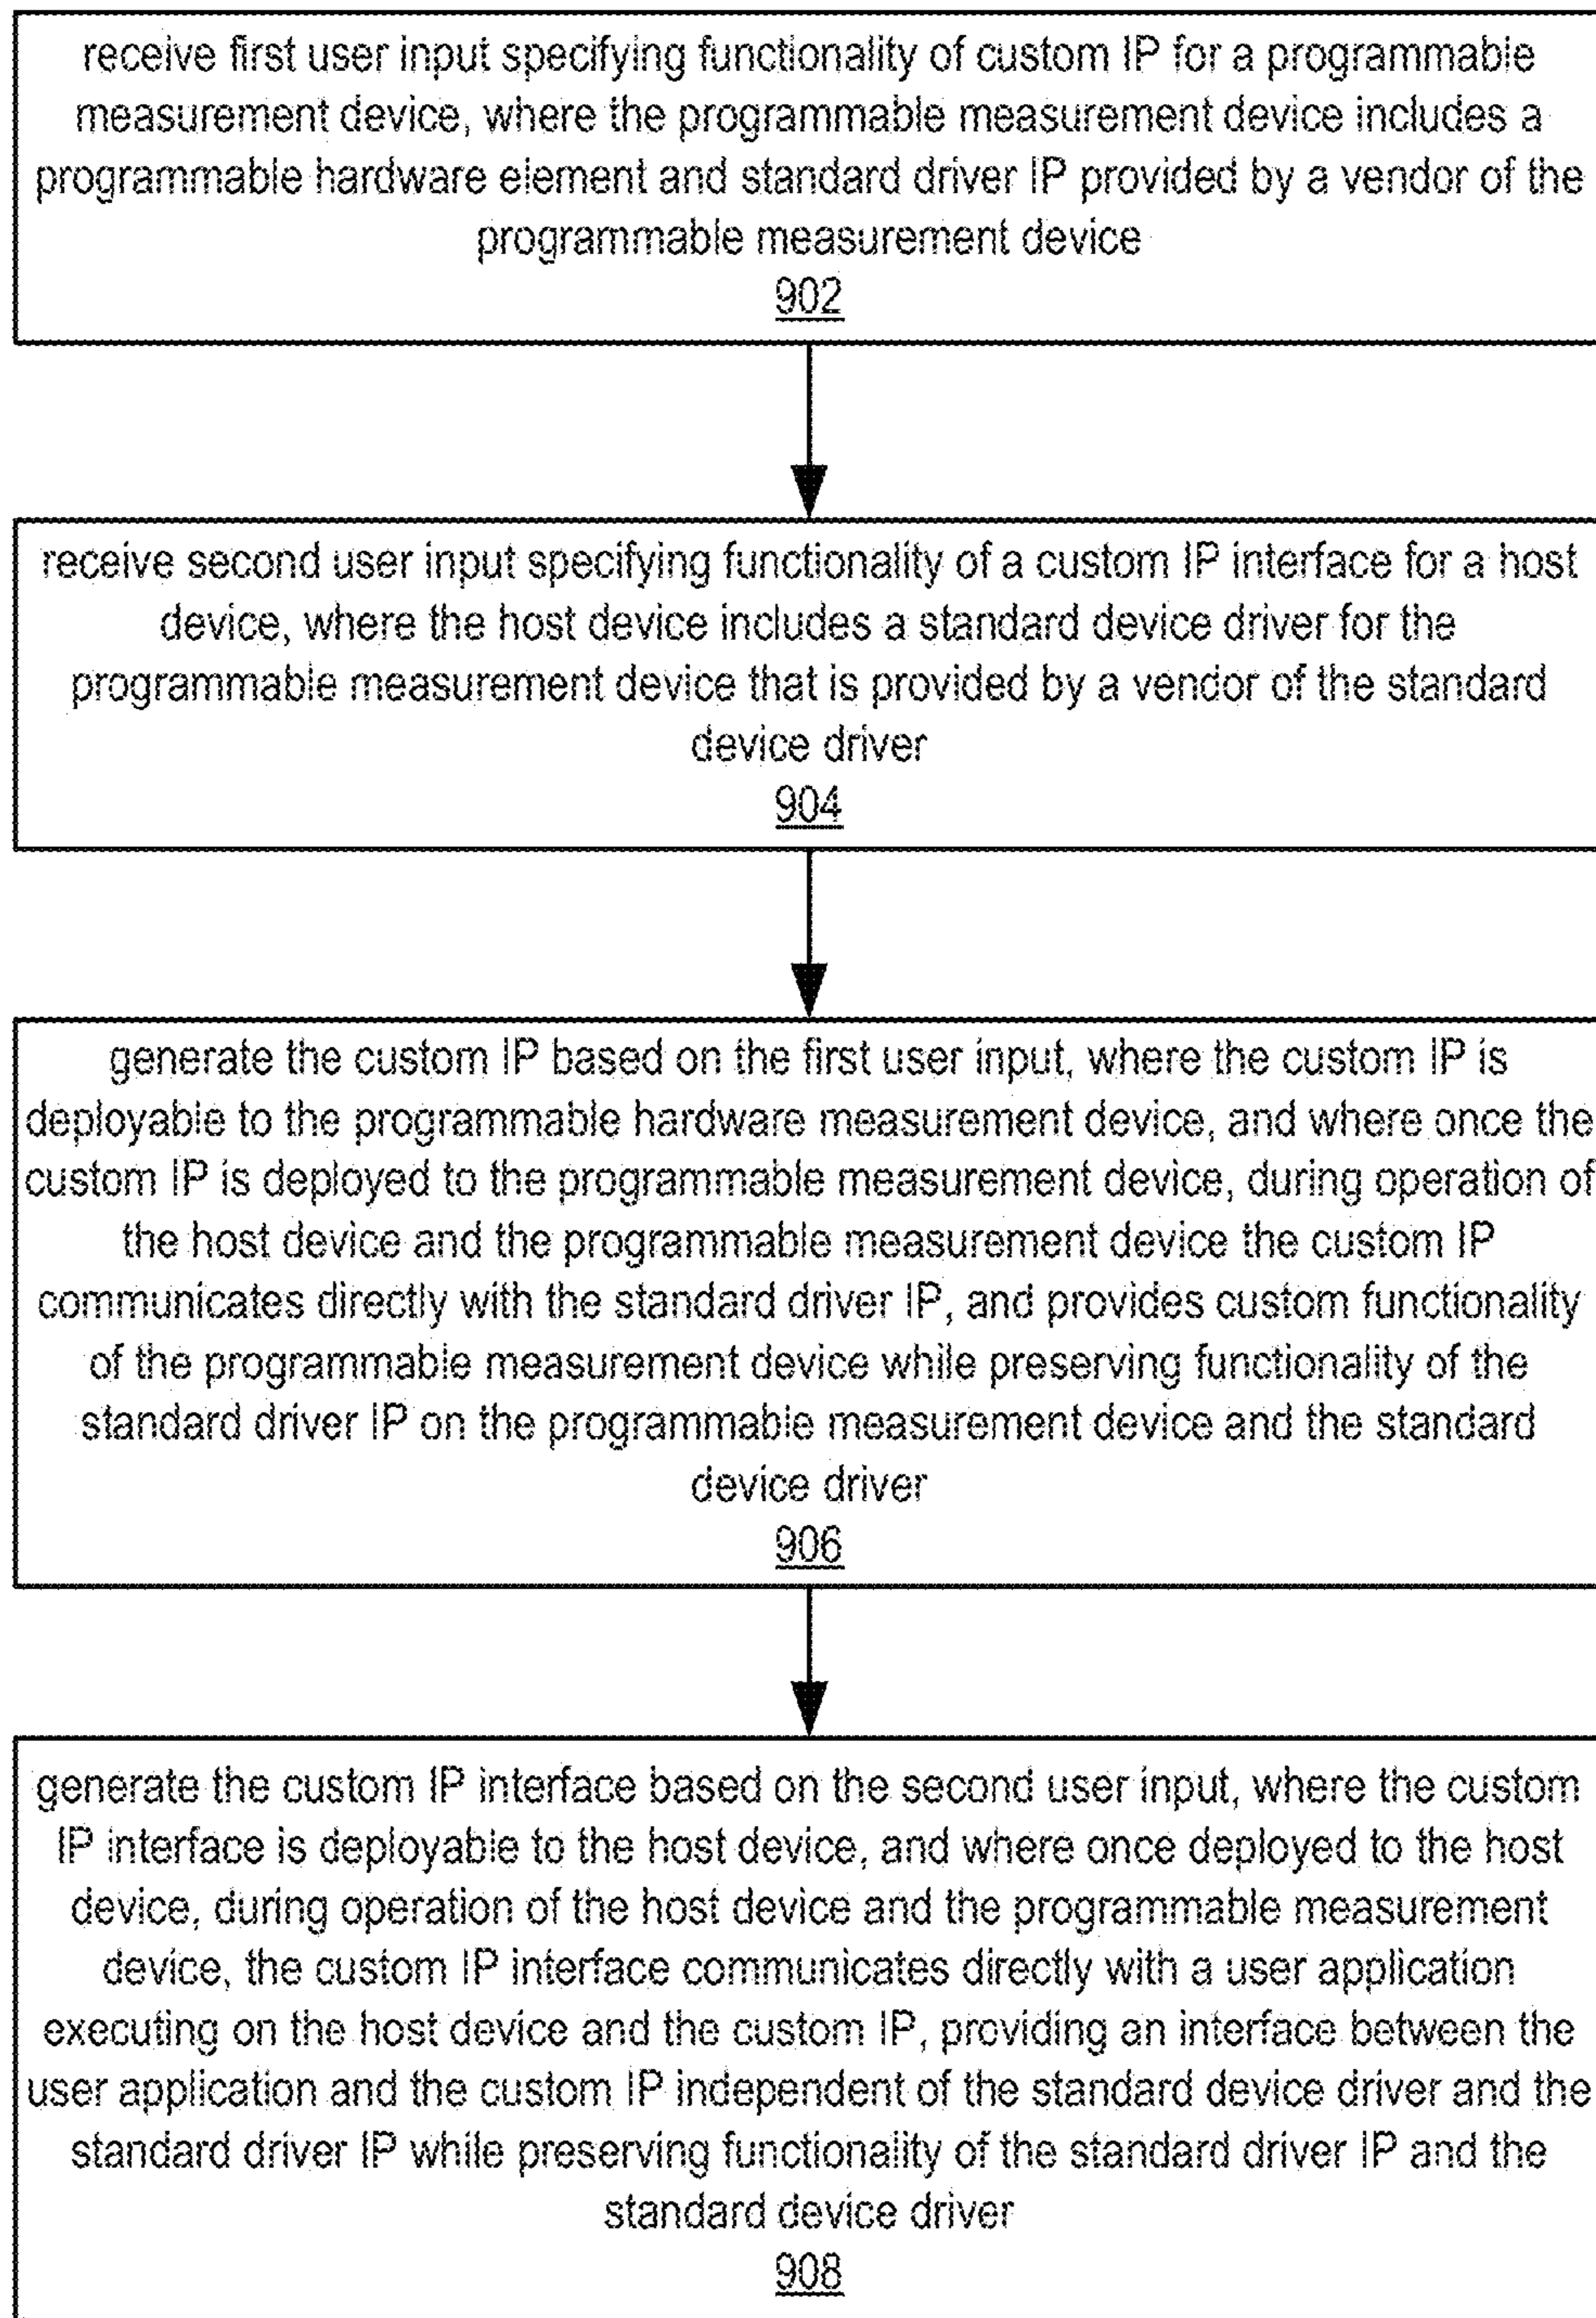 receive first user input specifying functionality of custom IP for a programmable
measurement device, where the programmable measurement device includes a
programmable hardware element and standard driver IP provided by a vendor of the
programmable measurement device
902
receive second user input specifying functionality of a custom IP interface for a host
device, where the host device includes a standard device driver for the
programmable measurement device that is provided by a vendor of the standard
device driver
904
generate the custom IP based on the first user input, where the custom IP is
deployable to the programmable hardware measurement device, and where once the
custom IP is deployed to the programmable measurement device, during operation of
the host device and the programmable measurement device the custom IP
communicates directly with the standard driver IP, and provides custom functionality
of the programmable measurement device while preserving functionality of the
standard driver IP on the programmable measurement device and the standard
device driver
906
generate the custom IP interface based on the second user input, where the custom
IP interface is deployable to the host device, and where once deployed to the host
device, during operation of the host device and the programmable measurement
device, the custom IP interface communicates directly with a user application
executing on the host device and the custom IP, providing an interface between the
user application and the custom IP independent of the standard device driver and the
standard driver IP while preserving functionality of the standard driver IP and the
standard device driver
908